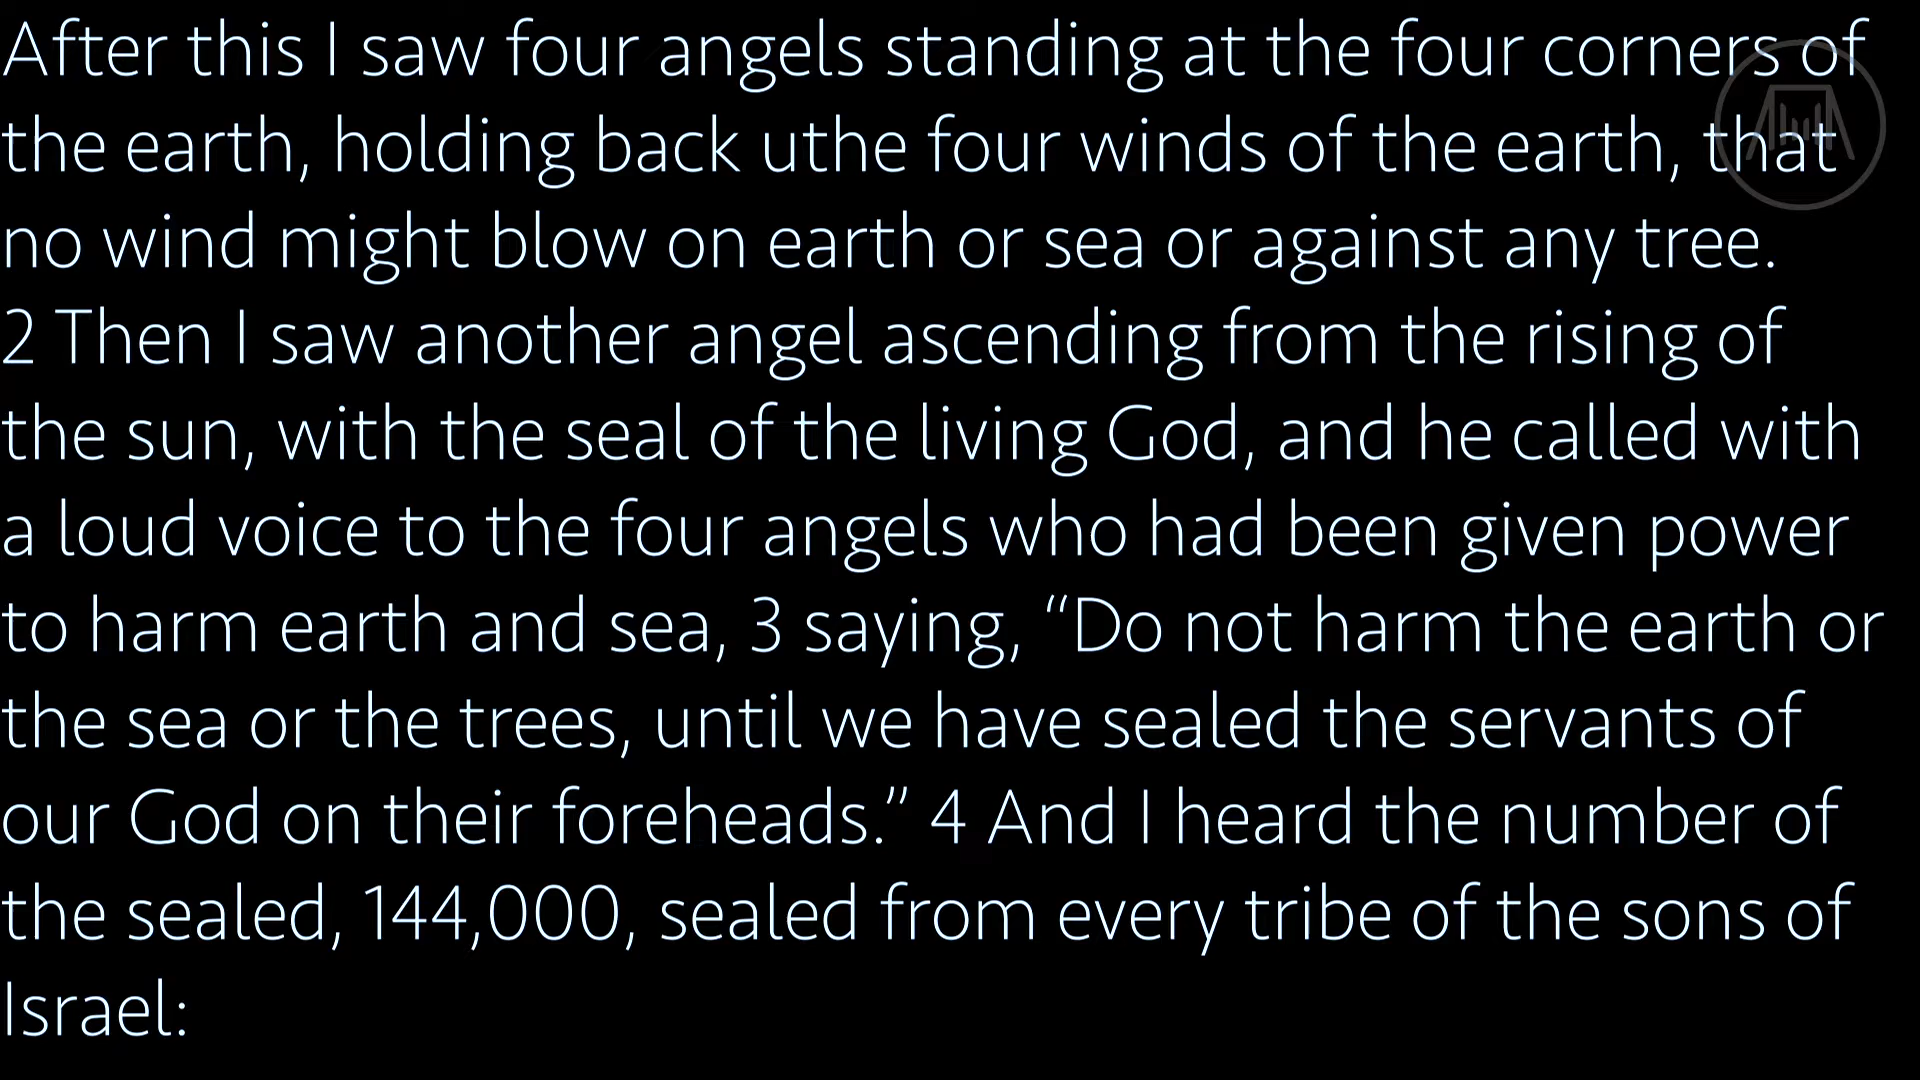 After this I saw four angels standing at the four corners of
the earth, holding back uthe four winds of the earth, that
no wind might blow on earth or sea or against any tree.
2 Then I saw another angel ascending from the rising of
the sun, with the seal of the living God, and he called with
a loud voice to the four angels who had been given power
to harm earth and sea, 3 saying, “Do not harm the earth or
the sea or the trees, until we have sealed the servants of
our God on their foreheads.” 4 And I heard the number of
the sealed, 144,000, sealed from every tribe of the sons of
Israel: